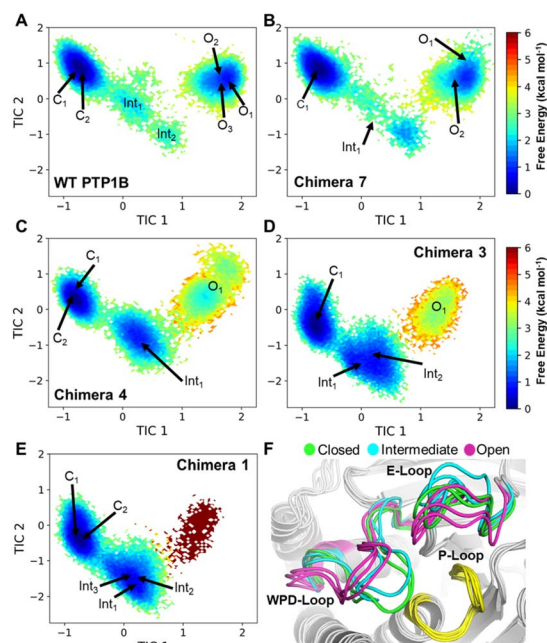 A
B
2
1
0
−1
−2
TIC 2
C₁
C₂
Int₁
Int₂
O₂
O₃
O₁
WT PTP1B
−1
0
1
2
TIC 1
2
1
0
−1
−2
C₁
Int₁
O₁
O₂
Chimera 7
−1
0
1
2
TIC 1
6
5
4
3
2
1
0
Free Energy (kcal mol⁻¹)
C
D
2
1
0
−1
−2
TIC 2
C₁
C₂
O₁
Int₁
Chimera 4
−1
0
1
2
TIC 1
2
1
0
−1
−2
Chimera 3
C₁
O₁
Int₁
Int₂
−1
0
1
2
TIC 1
6
5
4
3
2
1
0
Free Energy (kcal mol⁻¹)
E
2
1
0
−1
−2
TIC 2
Chimera 1
C₁
C₂
Int₃
Int₁
Int₂
−1
0
1
2
TIC 1
F
Closed
Intermediate
Open
E-Loop
P-Loop
WPD-Loop